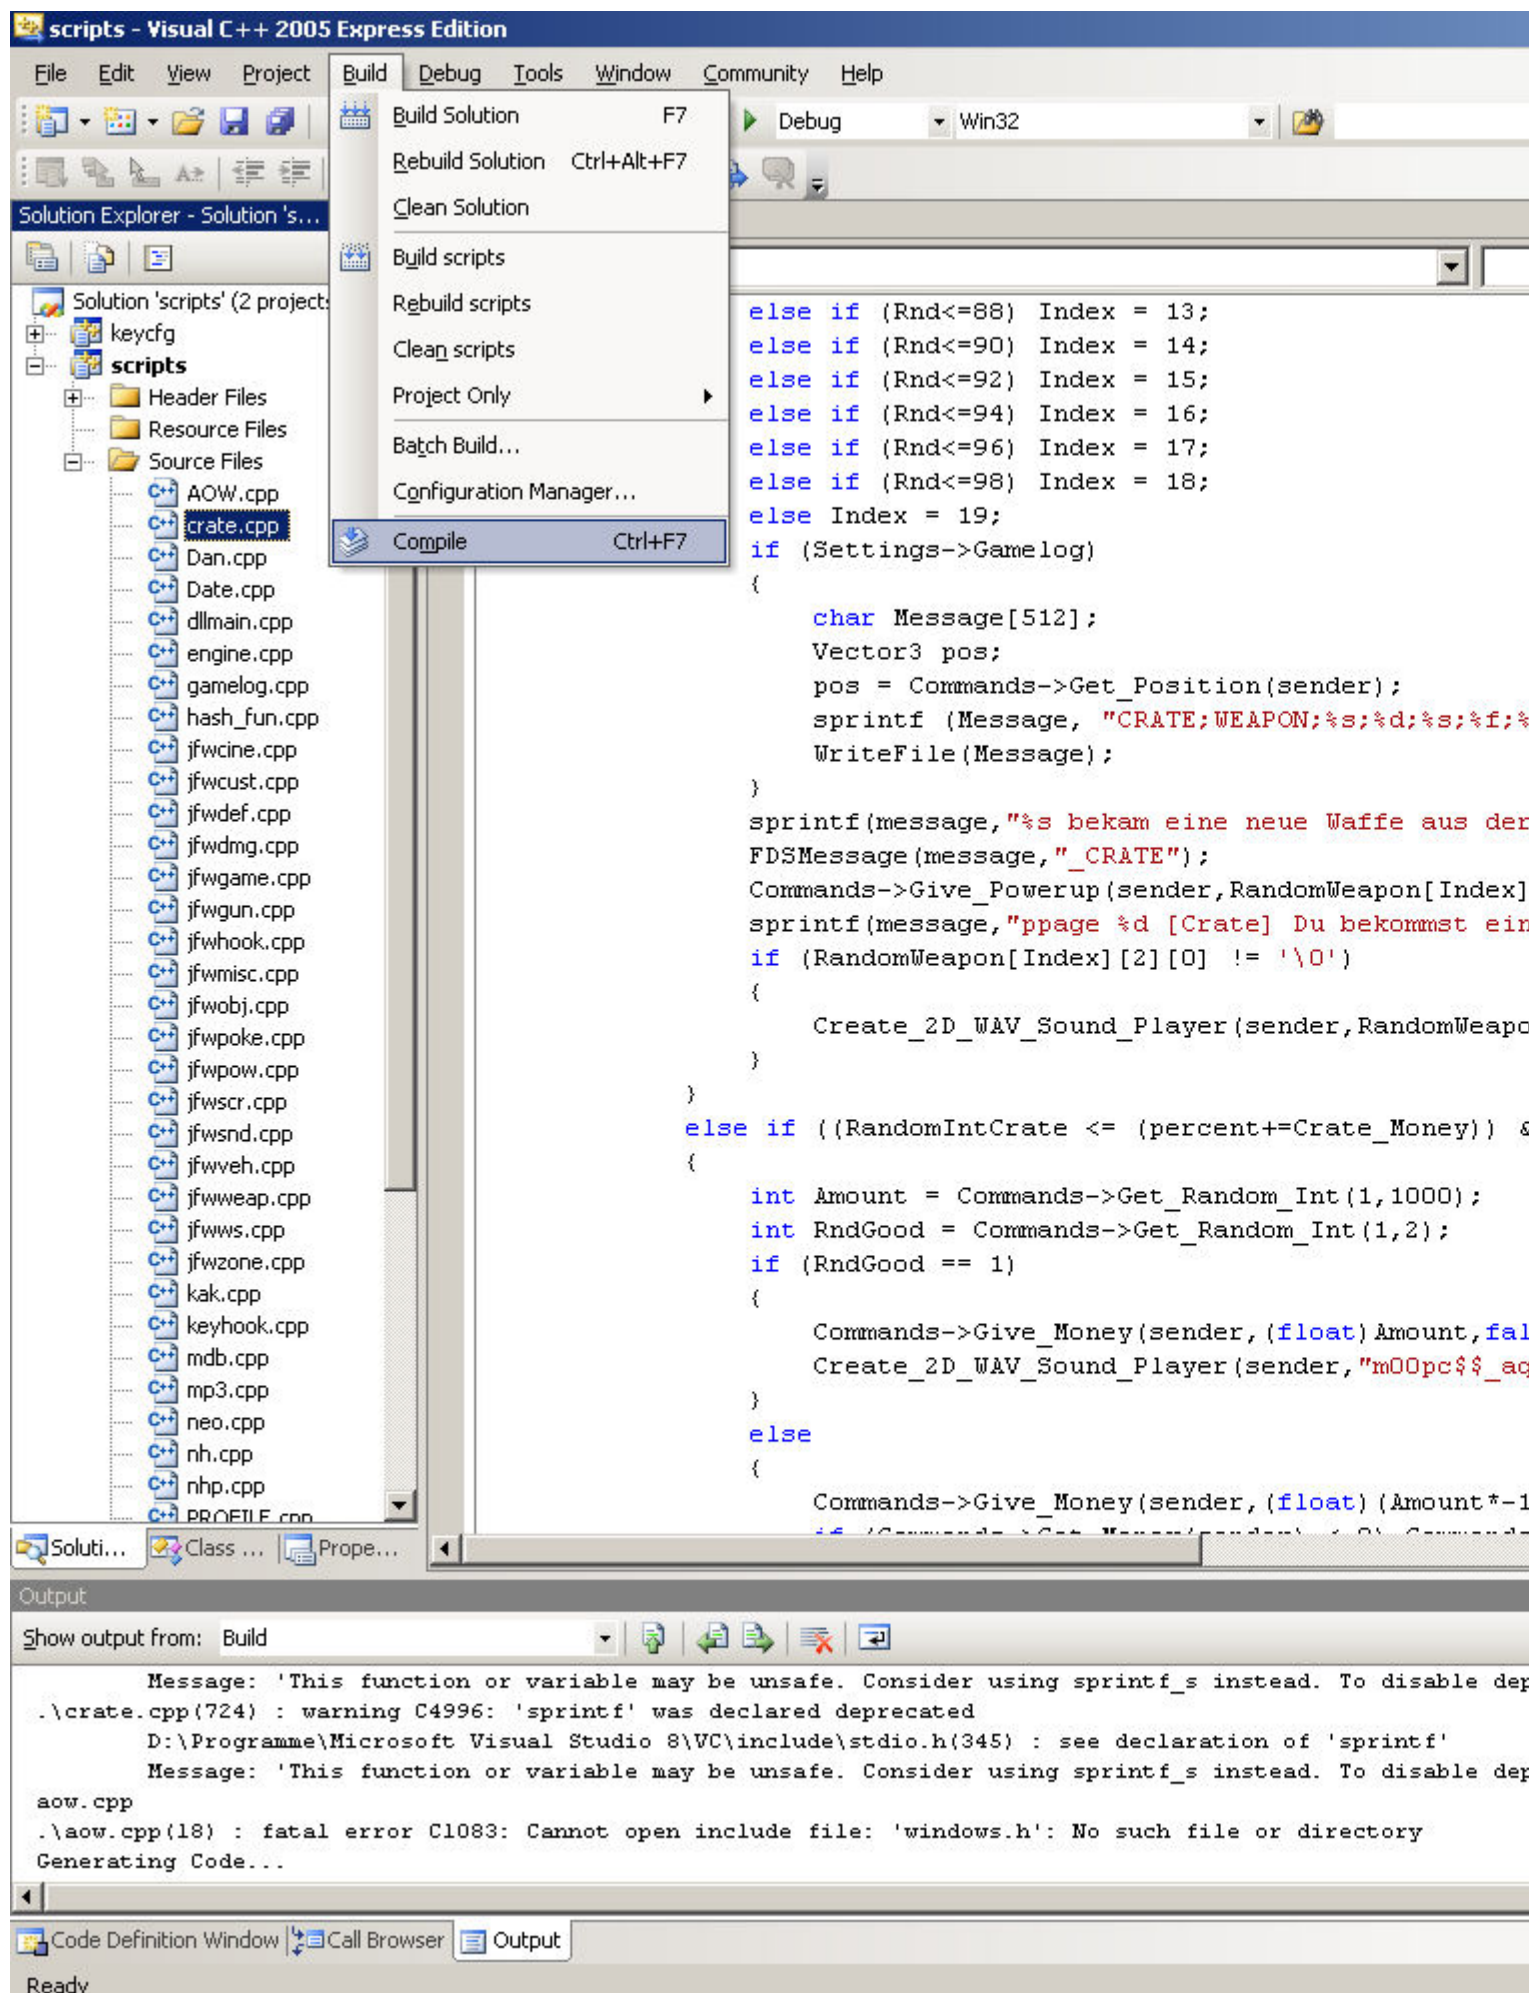 scripts - Visual C++ 2005 Express Edition
File Edit View Project Build Debug Tools Window Community Help
Build Solution F7
Debug Win32
Rebuild Solution Ctrl+Alt+F7
Clean Solution
Build scripts
Rebuild scripts
Clean scripts
Project Only
Batch Build...
Configuration Manager...
Compile Ctrl+F7
Solution Explorer - Solution 's...
Solution 'scripts' (2 projects
keycfg
scripts
Header Files
Resource Files
Source Files
AOW.cpp
crate.cpp
Dan.cpp
Date.cpp
dllmain.cpp
engine.cpp
gamelog.cpp
hash_fun.cpp
jfwcine.cpp
jfwcust.cpp
jfwdef.cpp
jfwdmg.cpp
jfwgame.cpp
jfwgun.cpp
jfwhook.cpp
jfwmisc.cpp
jfwobj.cpp
jfwpoke.cpp
jfwpow.cpp
jfwscr.cpp
jfwsnd.cpp
jfwveh.cpp
jfwweap.cpp
jfwws.cpp
jfwzone.cpp
kak.cpp
keyhook.cpp
mdb.cpp
mp3.cpp
neo.cpp
nh.cpp
nhp.cpp
PROFILE.cpp
Soluti... Class ... Prope...
else if (Rnd<=88) Index = 13;
else if (Rnd<=90) Index = 14;
else if (Rnd<=92) Index = 15;
else if (Rnd<=94) Index = 16;
else if (Rnd<=96) Index = 17;
else if (Rnd<=98) Index = 18;
else Index = 19;
if (Settings->Gamelog)
{
char Message[512];
Vector3 pos;
pos = Commands->Get_Position(sender);
sprintf (Message, "CRATE;WEAPON;%s;%d;%s;%f;%
WriteFile(Message);
}
sprintf(message,"%s bekam eine neue Waffe aus der
FDSMessage(message,"_CRATE");
Commands->Give_Powerup(sender,RandomWeapon[Index]
sprintf(message,"ppage %d [Crate] Du bekommst ein
if (RandomWeapon[Index][2][0] != '\0')
{
Create_2D_WAV_Sound_Player(sender,RandomWeapo
}
}
else if ((RandomIntCrate <= (percent+=Crate_Money)) &
{
int Amount = Commands->Get_Random_Int(1,1000);
int RndGood = Commands->Get_Random_Int(1,2);
if (RndGood == 1)
{
Commands->Give_Money(sender,(float)Amount,fal
Create_2D_WAV_Sound_Player(sender,"m00pc$$_aq
}
else
{
Commands->Give_Money(sender,(float)(Amount*-1
Output
Show output from: Build
Message: 'This function or variable may be unsafe. Consider using sprintf_s instead. To disable dep
.\crate.cpp(724) : warning C4996: 'sprintf' was declared deprecated
D:\Programme\Microsoft Visual Studio 8\VC\include\stdio.h(345) : see declaration of 'sprintf'
Message: 'This function or variable may be unsafe. Consider using sprintf_s instead. To disable dep
aow.cpp
.\aow.cpp(18) : fatal error C1083: Cannot open include file: 'windows.h': No such file or directory
Generating Code...
Code Definition Window Call Browser Output
Ready